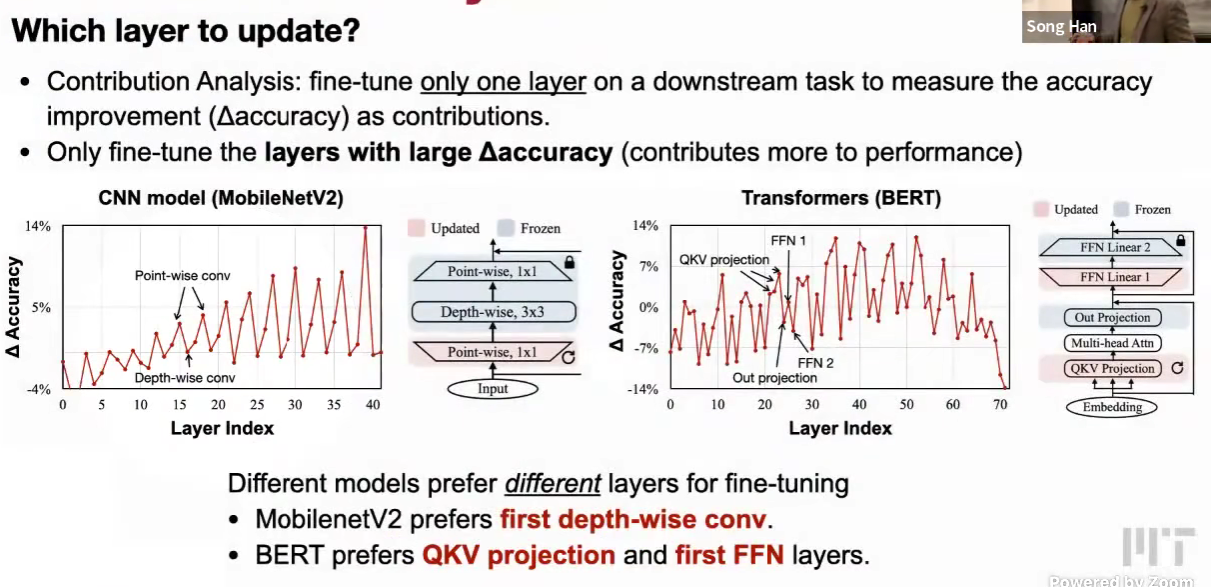 Song Han
Which layer to update?
• Contribution Analysis: fine-tune only one layer on a downstream task to measure the accuracy
improvement (Δaccuracy) as contributions.
• Only fine-tune the layers with large Δaccuracy (contributes more to performance)
CNN model (MobileNetV2)
14%
5%
-4%
Δ Accuracy
Point-wise conv
Depth-wise conv
0 5 10 15 20 25 30 35 40
Layer Index
Updated Frozen
Point-wise, 1x1
Depth-wise, 3x3
Point-wise, 1x1
Input
Transformers (BERT)
14%
7%
0%
-7%
-14%
Δ Accuracy
FFN 1
QKV projection
FFN 2
Out projection
0 10 20 30 40 50 60 70
Layer Index
Updated Frozen
FFN Linear 2
FFN Linear 1
Out Projection
Multi-head Attn
QKV Projection
Embedding
Different models prefer different layers for fine-tuning
• MobilenetV2 prefers first depth-wise conv.
• BERT prefers QKV projection and first FFN layers.
MIT
Powered by Zoom